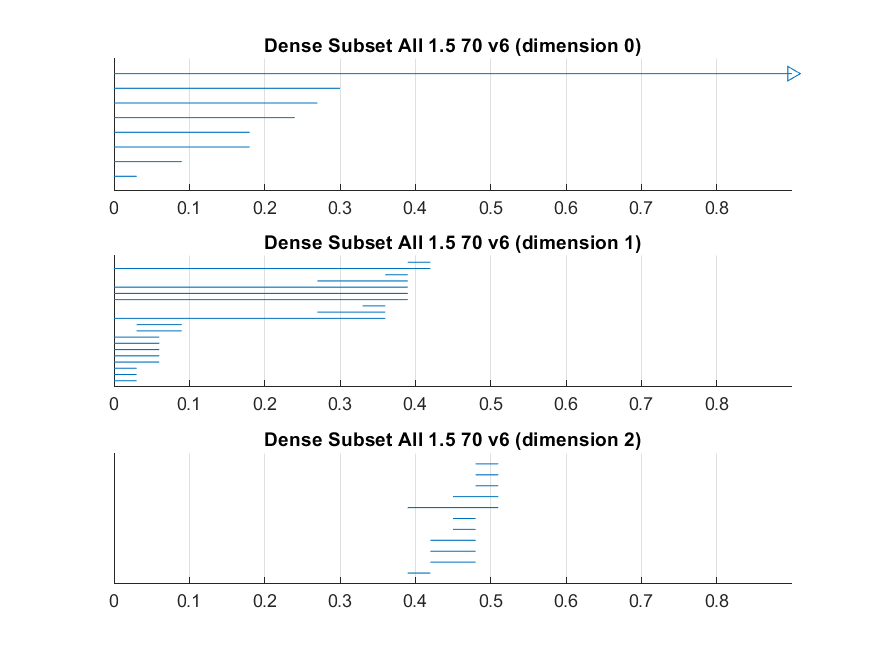 Dense Subset All 1.5 70 v6 (dimension 0)
0 0.1 0.2 0.3 0.4 0.5 0.6 0.7 0.8
Dense Subset All 1.5 70 v6 (dimension 1)
0 0.1 0.2 0.3 0.4 0.5 0.6 0.7 0.8
Dense Subset All 1.5 70 v6 (dimension 2)
0 0.1 0.2 0.3 0.4 0.5 0.6 0.7 0.8